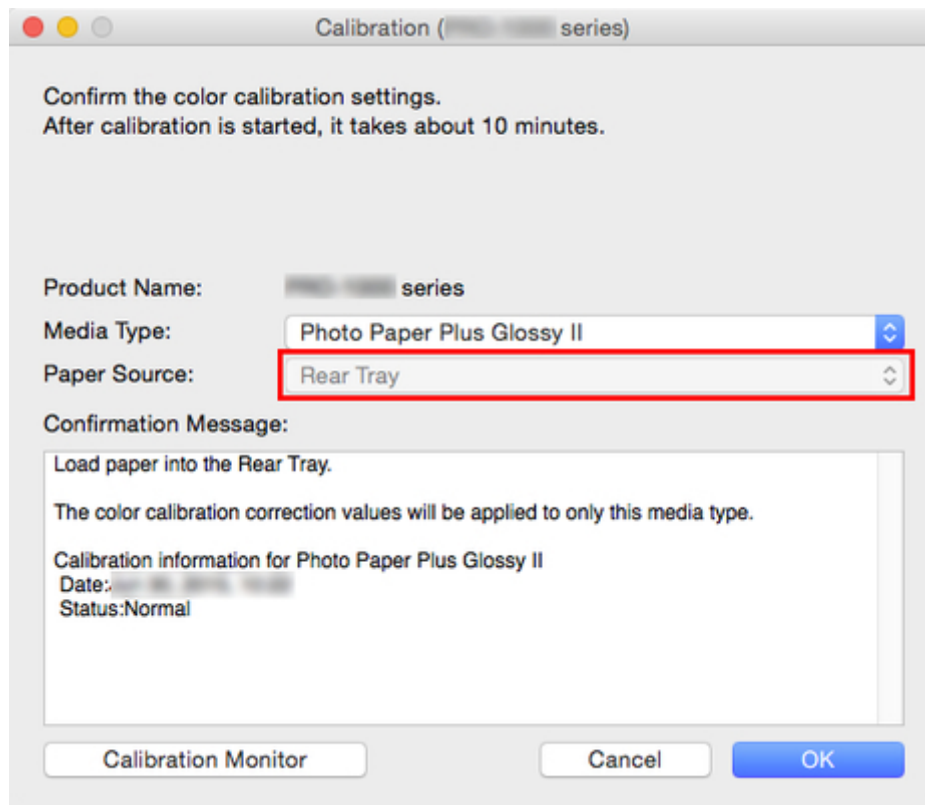 Calibration ( series)
Confirm the color calibration settings.
After calibration is started, it takes about 10 minutes.
Product Name: series
Media Type: Photo Paper Plus Glossy II
Paper Source: Rear Tray
Confirmation Message:
Load paper into the Rear Tray.
The color calibration correction values will be applied to only this media type.
Calibration information for Photo Paper Plus Glossy II
Date:
Status:Normal
Calibration Monitor Cancel OK